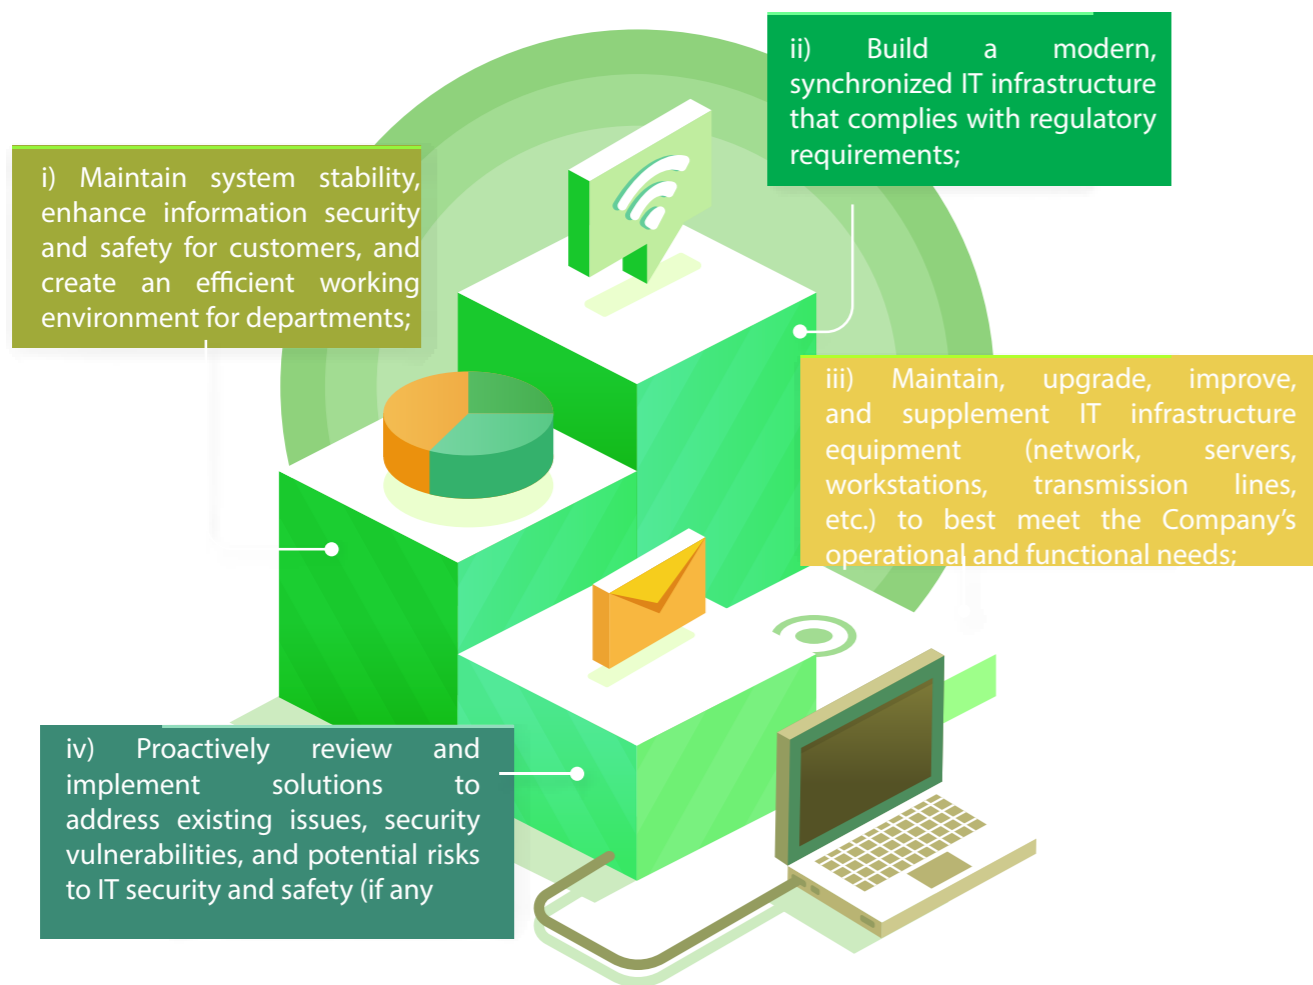 i) Maintain system stability,
enhance information security
and safety for customers, and
create an efficient working
environment for departments;
ii) Build a modern,
synchronized IT infrastructure
that complies with regulatory
requirements;
iii) Maintain, upgrade, improve,
and supplement IT infrastructure
equipment (network, servers,
workstations, transmission lines,
etc.) to best meet the Company’s
operational and functional needs;
iv) Proactively review and
implement solutions to
address existing issues, security
vulnerabilities, and potential risks
to IT security and safety (if any